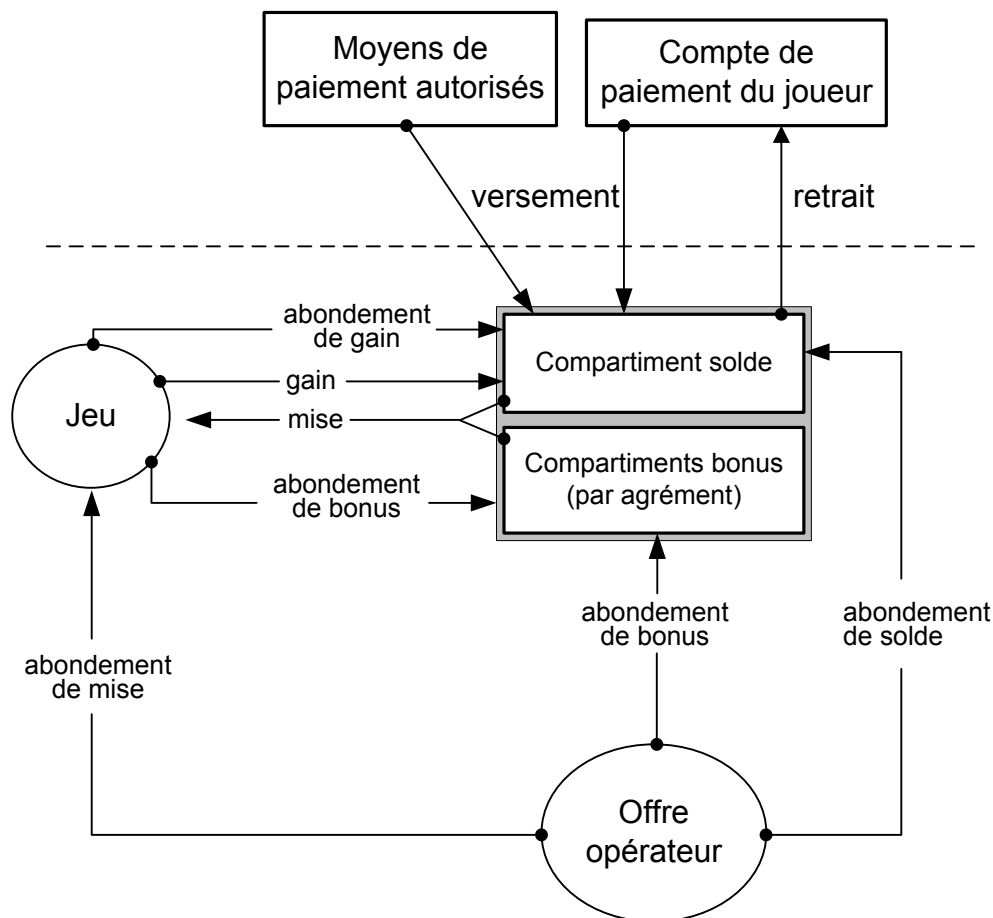 Moyens de
paiement autorisés
Compte de
paiement du joueur
versement
retrait
abondement
de gain
Compartiment solde
gain
Jeu
mise
Compartiments bonus
(par agrément)
abondement
de bonus
abondement
de bonus
abondement
de solde
abondement
de mise
Offre
opérateur